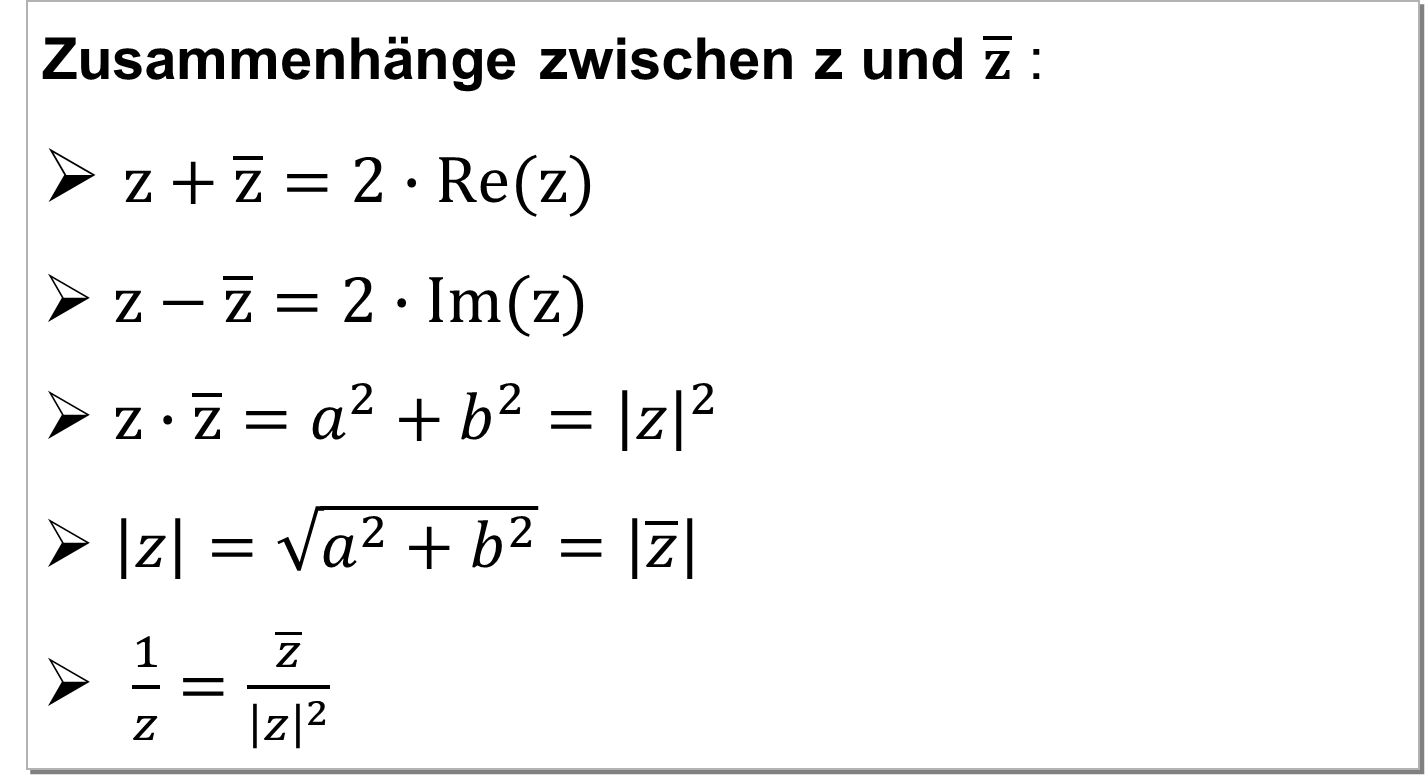 Zusammenhänge zwischen z und z̅ :
➢ z + z̅ = 2 · Re(z)
➢ z − z̅ = 2 · Im(z)
➢ z · z̅ = a² + b² = |z|²
➢ |z| = √(a² + b²) = |z̅|
➢ 1/z = z̅/|z|²